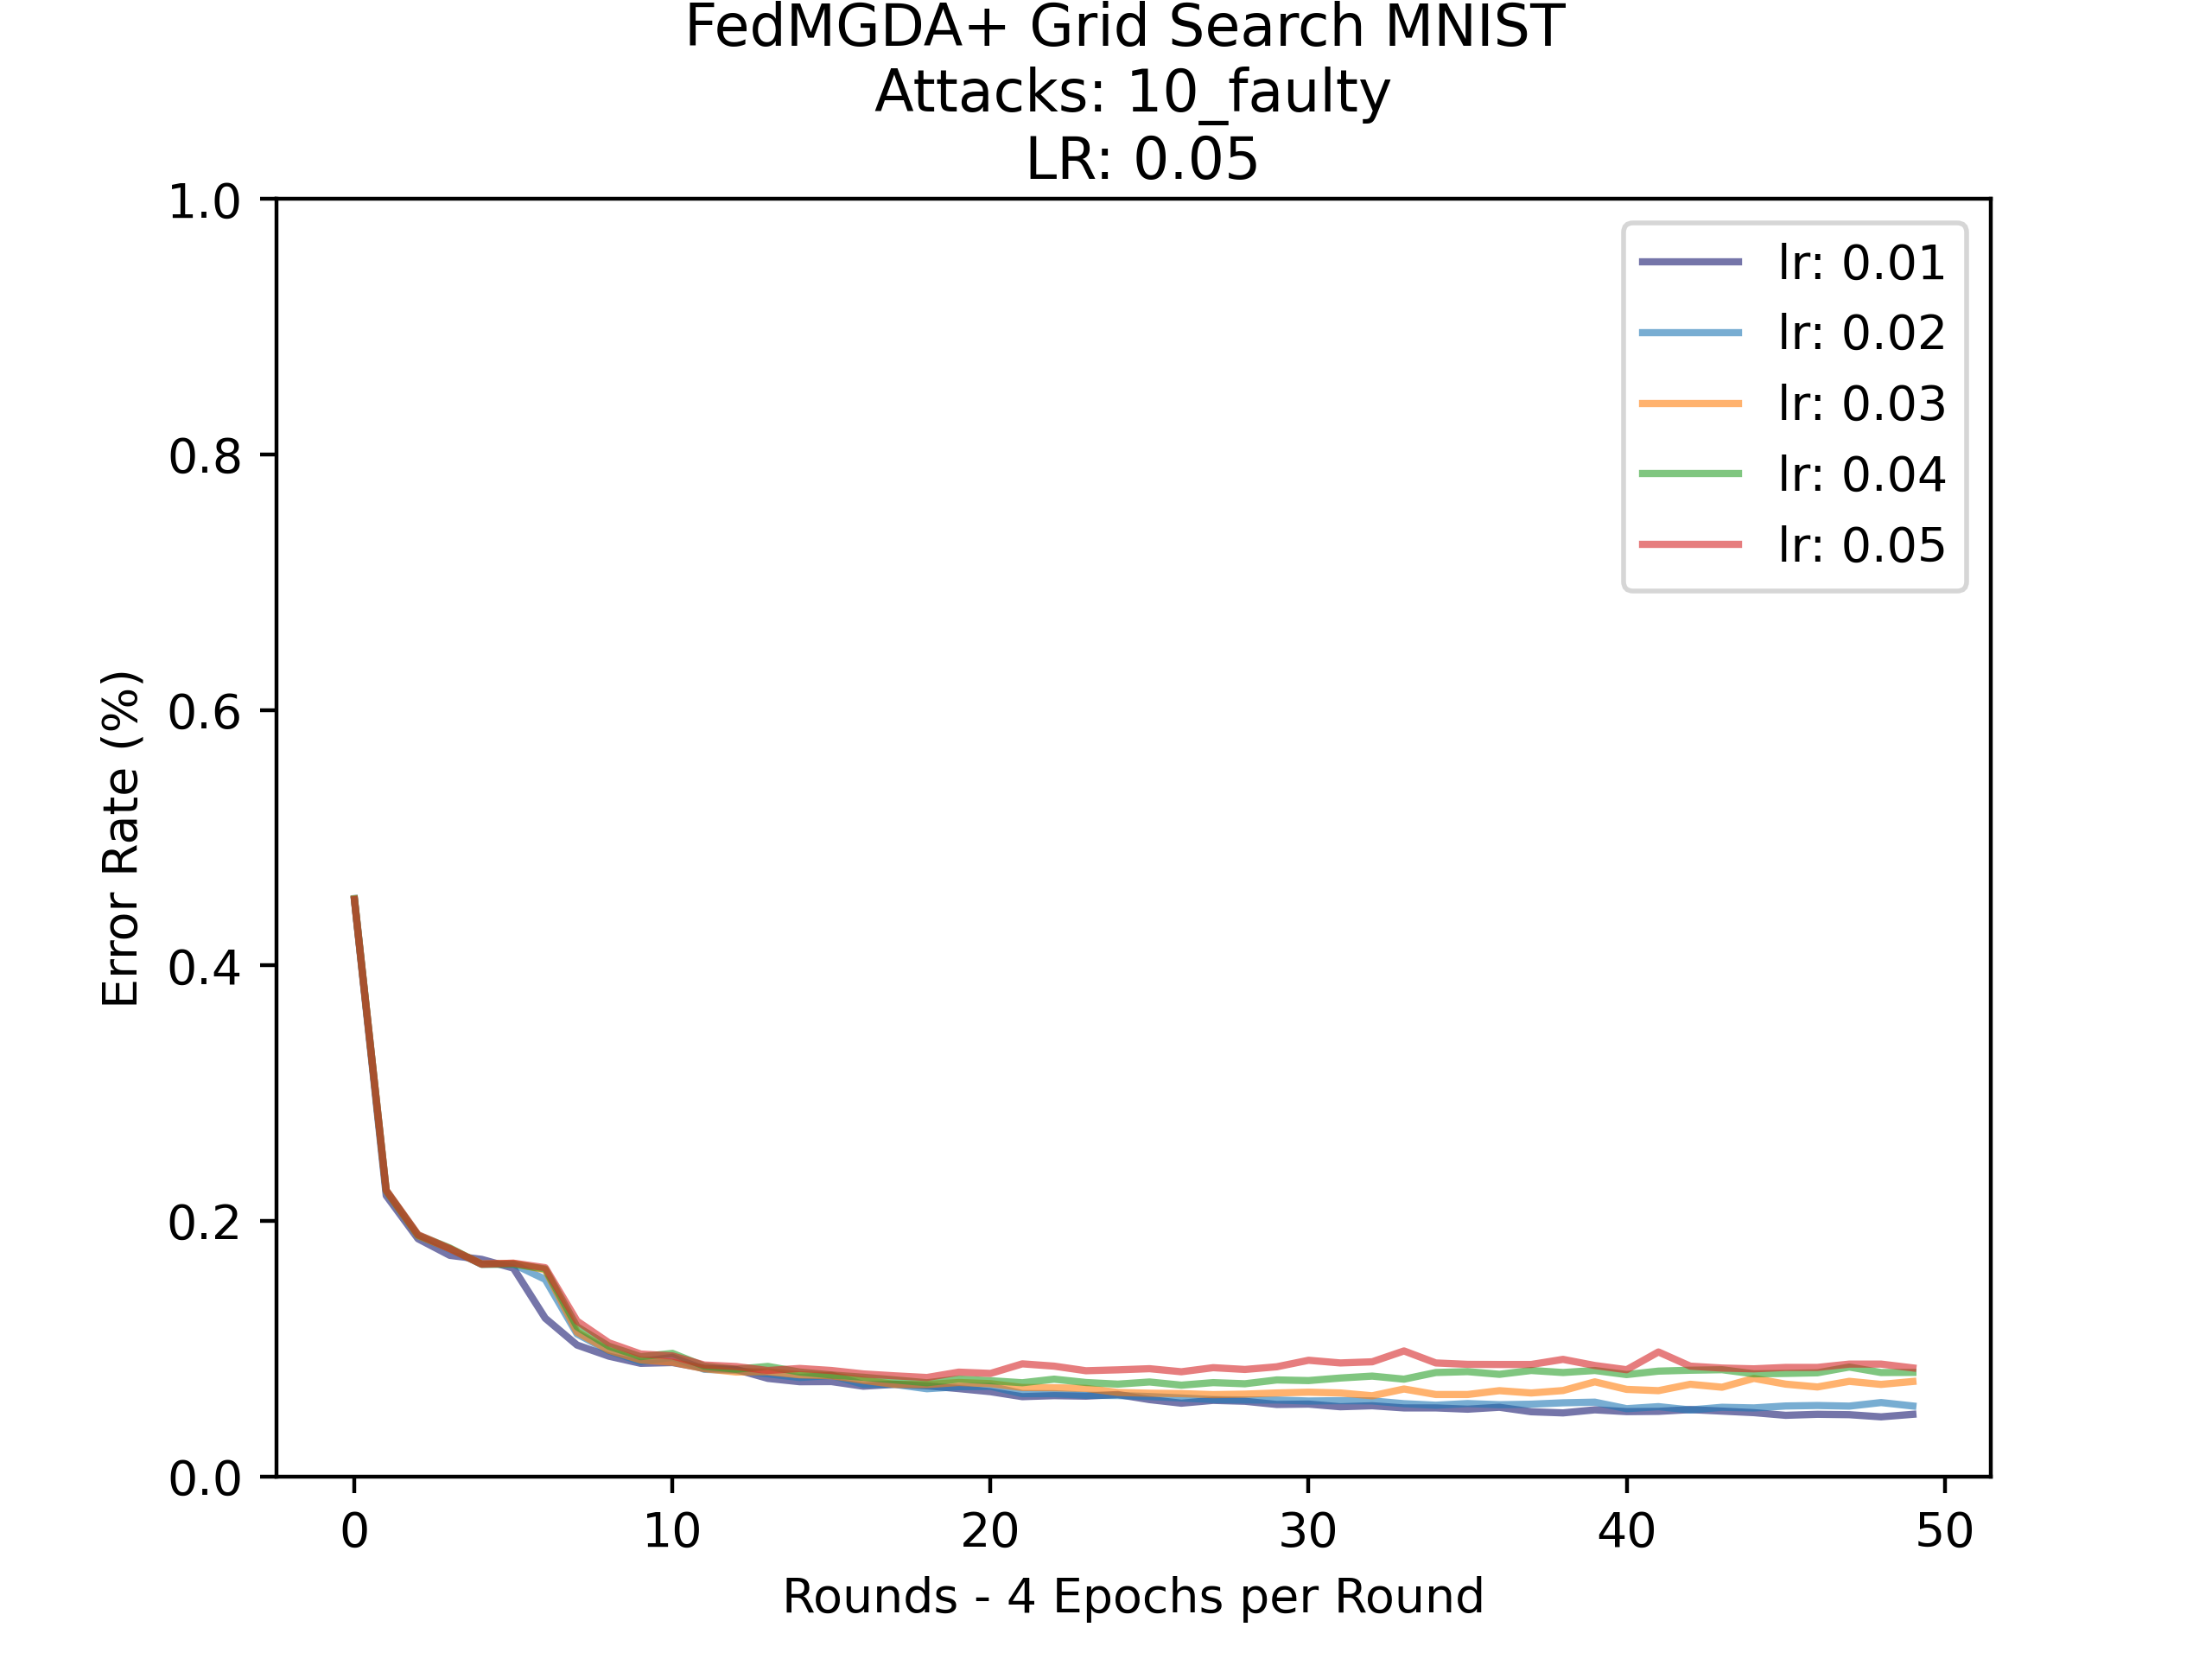 FedMGDA+ Grid Search MNIST
Attacks: 10_faulty
LR: 0.05
1.0
0.8
0.6
0.4
0.2
0.0
Error Rate (%)
lr: 0.01
lr: 0.02
lr: 0.03
lr: 0.04
lr: 0.05
0 10 20 30 40 50
Rounds - 4 Epochs per Round